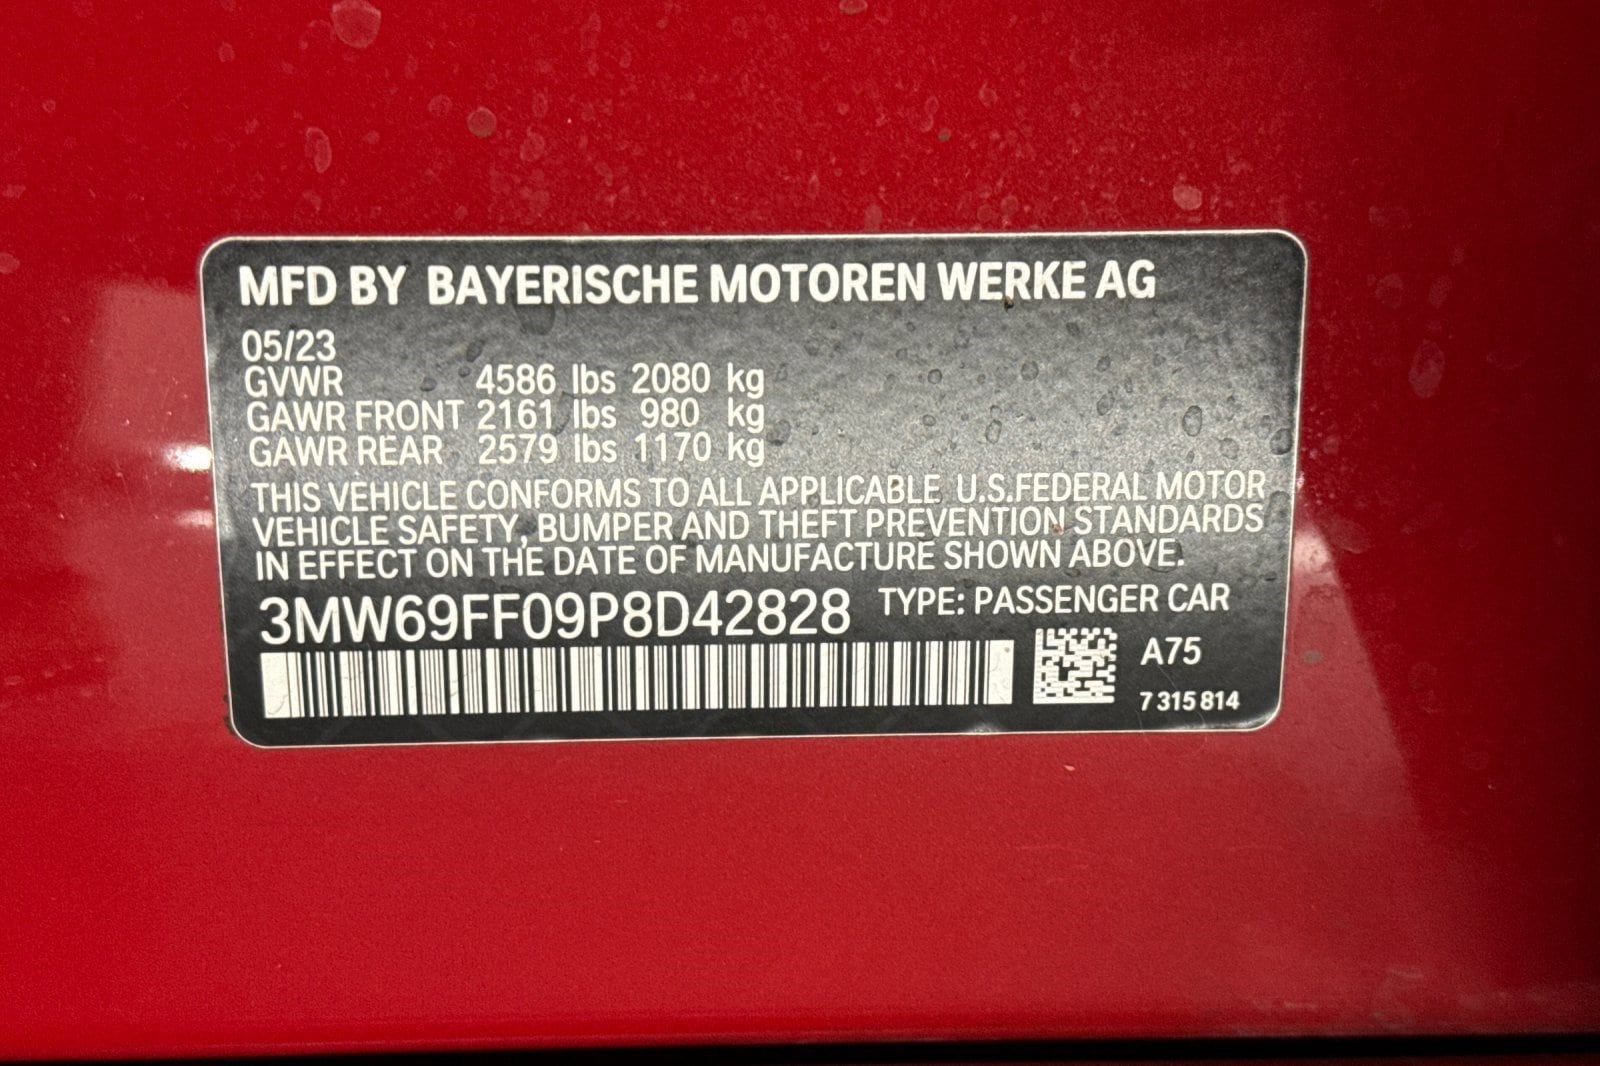 MFD BY BAYERISCHE MOTOREN WERKE AG
05/23
GVWR 4586 lbs 2080 kg
GAWR FRONT 2161 lbs 980 kg
GAWR REAR 2579 lbs 1170 kg
THIS VEHICLE CONFORMS TO ALL APPLICABLE U.S.FEDERAL MOTOR
VEHICLE SAFETY, BUMPER AND THEFT PREVENTION STANDARDS
IN EFFECT ON THE DATE OF MANUFACTURE SHOWN ABOVE.
3MW69FF09P8D42828 TYPE: PASSENGER CAR
A75
7 315 814